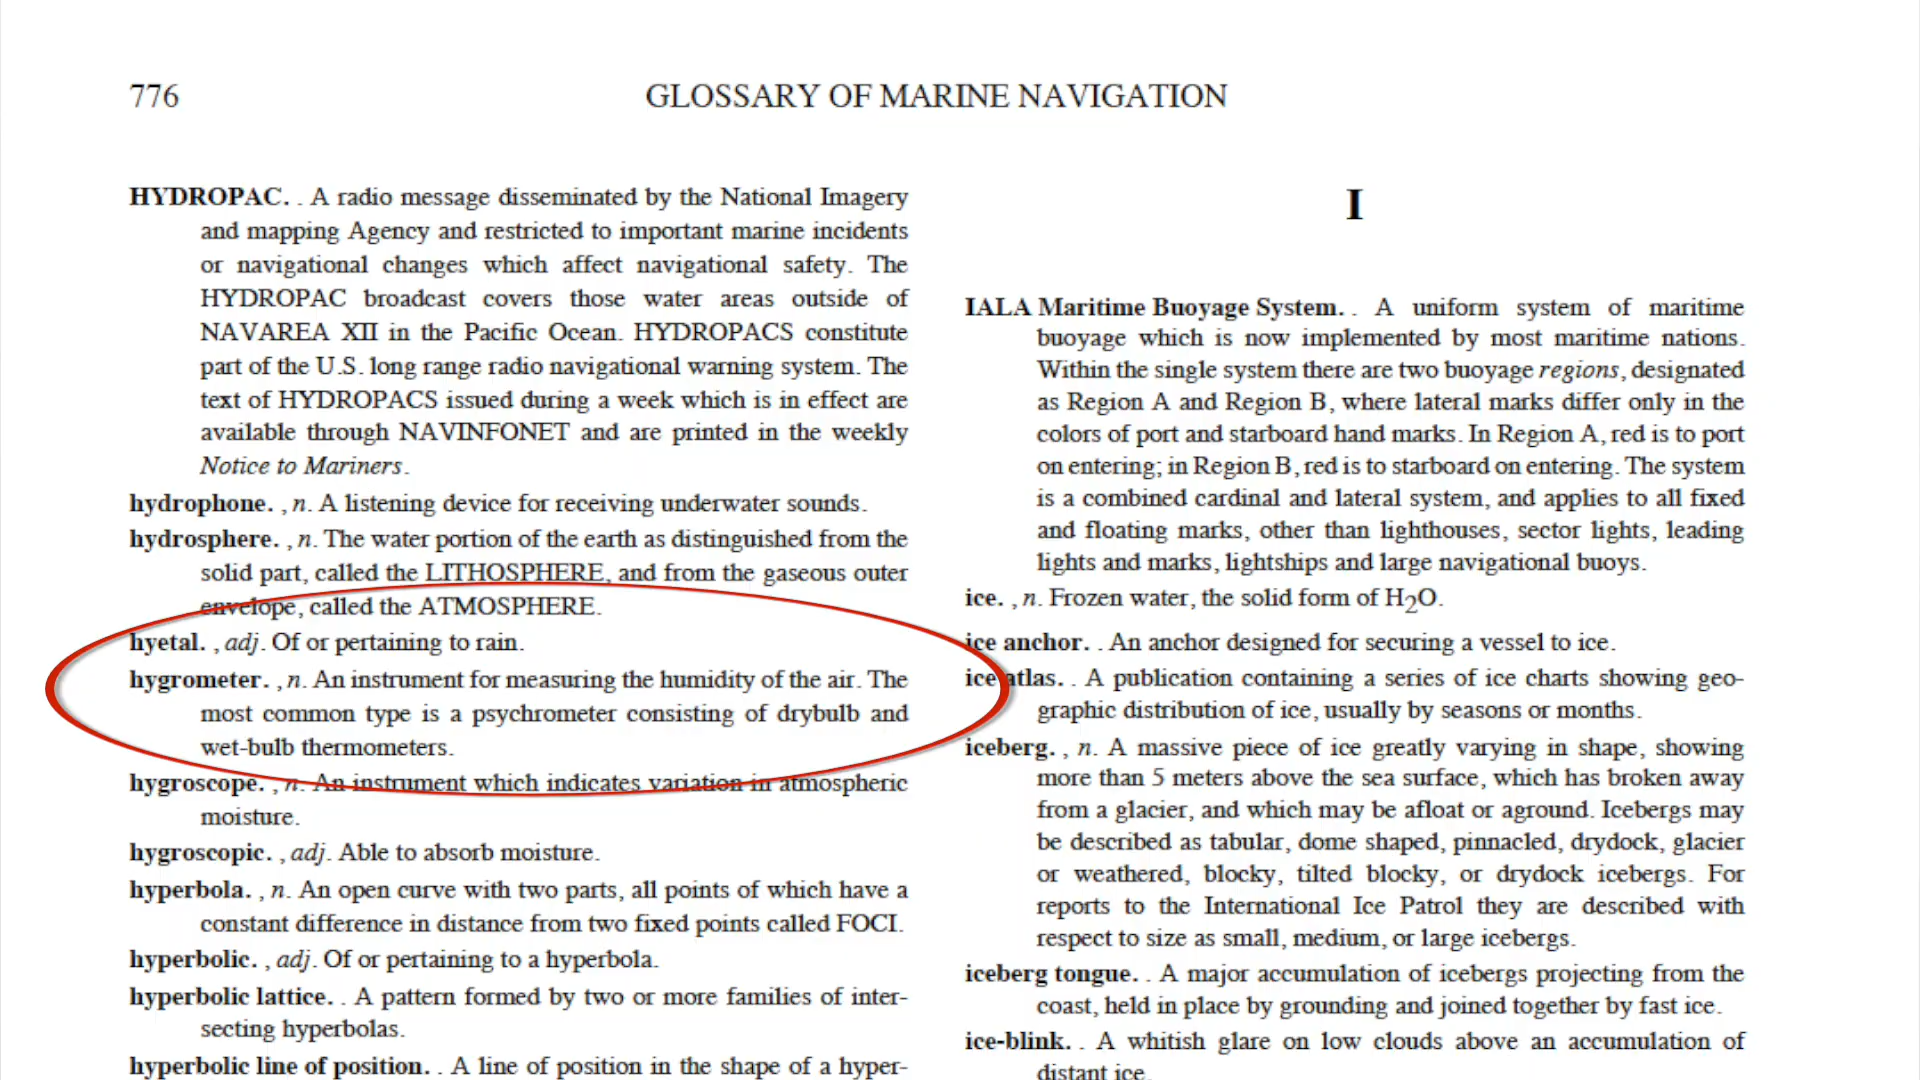 776
GLOSSARY OF MARINE NAVIGATION
HYDROPAC. . A radio message disseminated by the National Imagery
and mapping Agency and restricted to important marine incidents
or navigational changes which affect navigational safety. The
HYDROPAC broadcast covers those water areas outside of
NAVAREA XII in the Pacific Ocean. HYDROPACS constitute
part of the U.S. long range radio navigational warning system. The
text of HYDROPACS issued during a week which is in effect are
available through NAVINFONET and are printed in the weekly
Notice to Mariners.
hydrophone. , n. A listening device for receiving underwater sounds.
hydrosphere. , n. The water portion of the earth as distinguished from the
solid part, called the LITHOSPHERE, and from the gaseous outer
envelope, called the ATMOSPHERE.
hyetal. , adj. Of or pertaining to rain.
hygrometer. , n. An instrument for measuring the humidity of the air. The
most common type is a psychrometer consisting of drybulb and
wet-bulb thermometers.
hygroscope. , n. An instrument which indicates variation in atmospheric
moisture.
hygroscopic. , adj. Able to absorb moisture.
hyperbola. , n. An open curve with two parts, all points of which have a
constant difference in distance from two fixed points called FOCI.
hyperbolic. , adj. Of or pertaining to a hyperbola.
hyperbolic lattice. . A pattern formed by two or more families of inter-
secting hyperbolas.
hyperbolic line of position. . A line of position in the shape of a hyper-
I
IALA Maritime Buoyage System. . A uniform system of maritime
buoyage which is now implemented by most maritime nations.
Within the single system there are two buoyage regions, designated
as Region A and Region B, where lateral marks differ only in the
colors of port and starboard hand marks. In Region A, red is to port
on entering; in Region B, red is to starboard on entering. The system
is a combined cardinal and lateral system, and applies to all fixed
and floating marks, other than lighthouses, sector lights, leading
lights and marks, lightships and large navigational buoys.
ice. , n. Frozen water, the solid form of H2O.
ice anchor. . An anchor designed for securing a vessel to ice.
ice atlas. . A publication containing a series of ice charts showing geo-
graphic distribution of ice, usually by seasons or months.
iceberg. , n. A massive piece of ice greatly varying in shape, showing
more than 5 meters above the sea surface, which has broken away
from a glacier, and which may be afloat or aground. Icebergs may
be described as tabular, dome shaped, pinnacled, drydock, glacier
or weathered, blocky, tilted blocky, or drydock icebergs. For
reports to the International Ice Patrol they are described with
respect to size as small, medium, or large icebergs.
iceberg tongue. . A major accumulation of icebergs projecting from the
coast, held in place by grounding and joined together by fast ice.
ice-blink. . A whitish glare on low clouds above an accumulation of
distant ice.